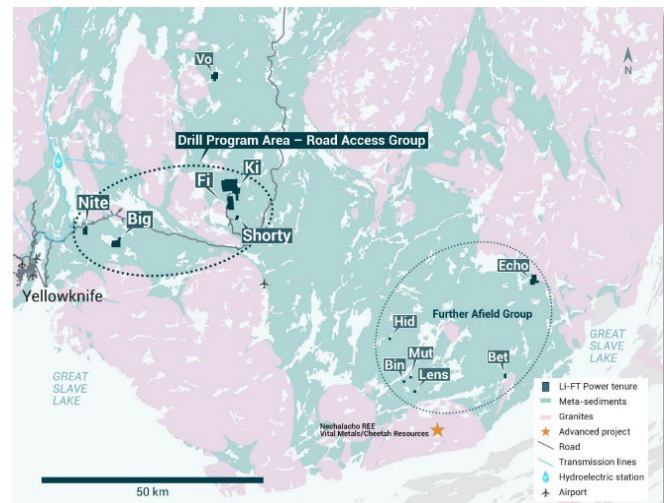 Vo
N
Drill Program Area – Road Access Group
Ki
Fi
Nite
Big
Shorty
Yellowknife
Echo
Further Afield Group
Hid
GREAT
SLAVE
LAKE
Mut
Bin
Bet
Lens
GREAT
SLAVE
LAKE
Li-FT Power tenure
Meta-sediments
Granites
Advanced project
Road
Transmission lines
Hydroelectric station
Airport
Nechalacho REE
Vital Metals/Cheetah Resources
50 km